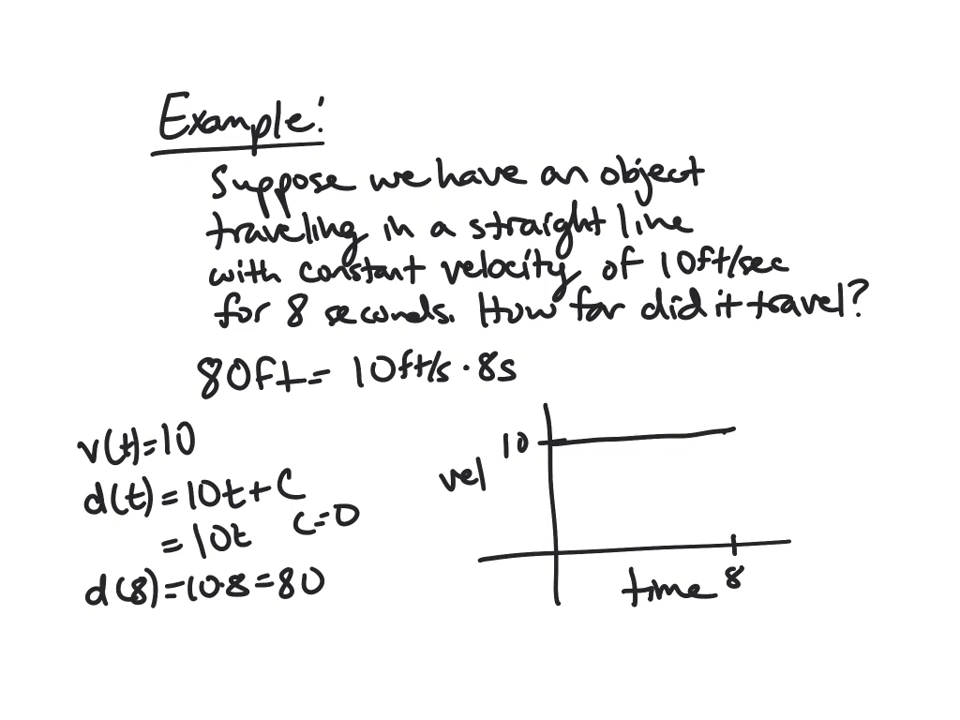 Example:
Suppose we have an object
traveling in a straight line
with constant velocity of 10ft/sec
for 8 seconds. How far did it travel?
80ft = 10ft/s · 8s
v(t)=10
d(t)=10t+C
=10t C=0
d(8)=10·8=80
10
vel
time 8